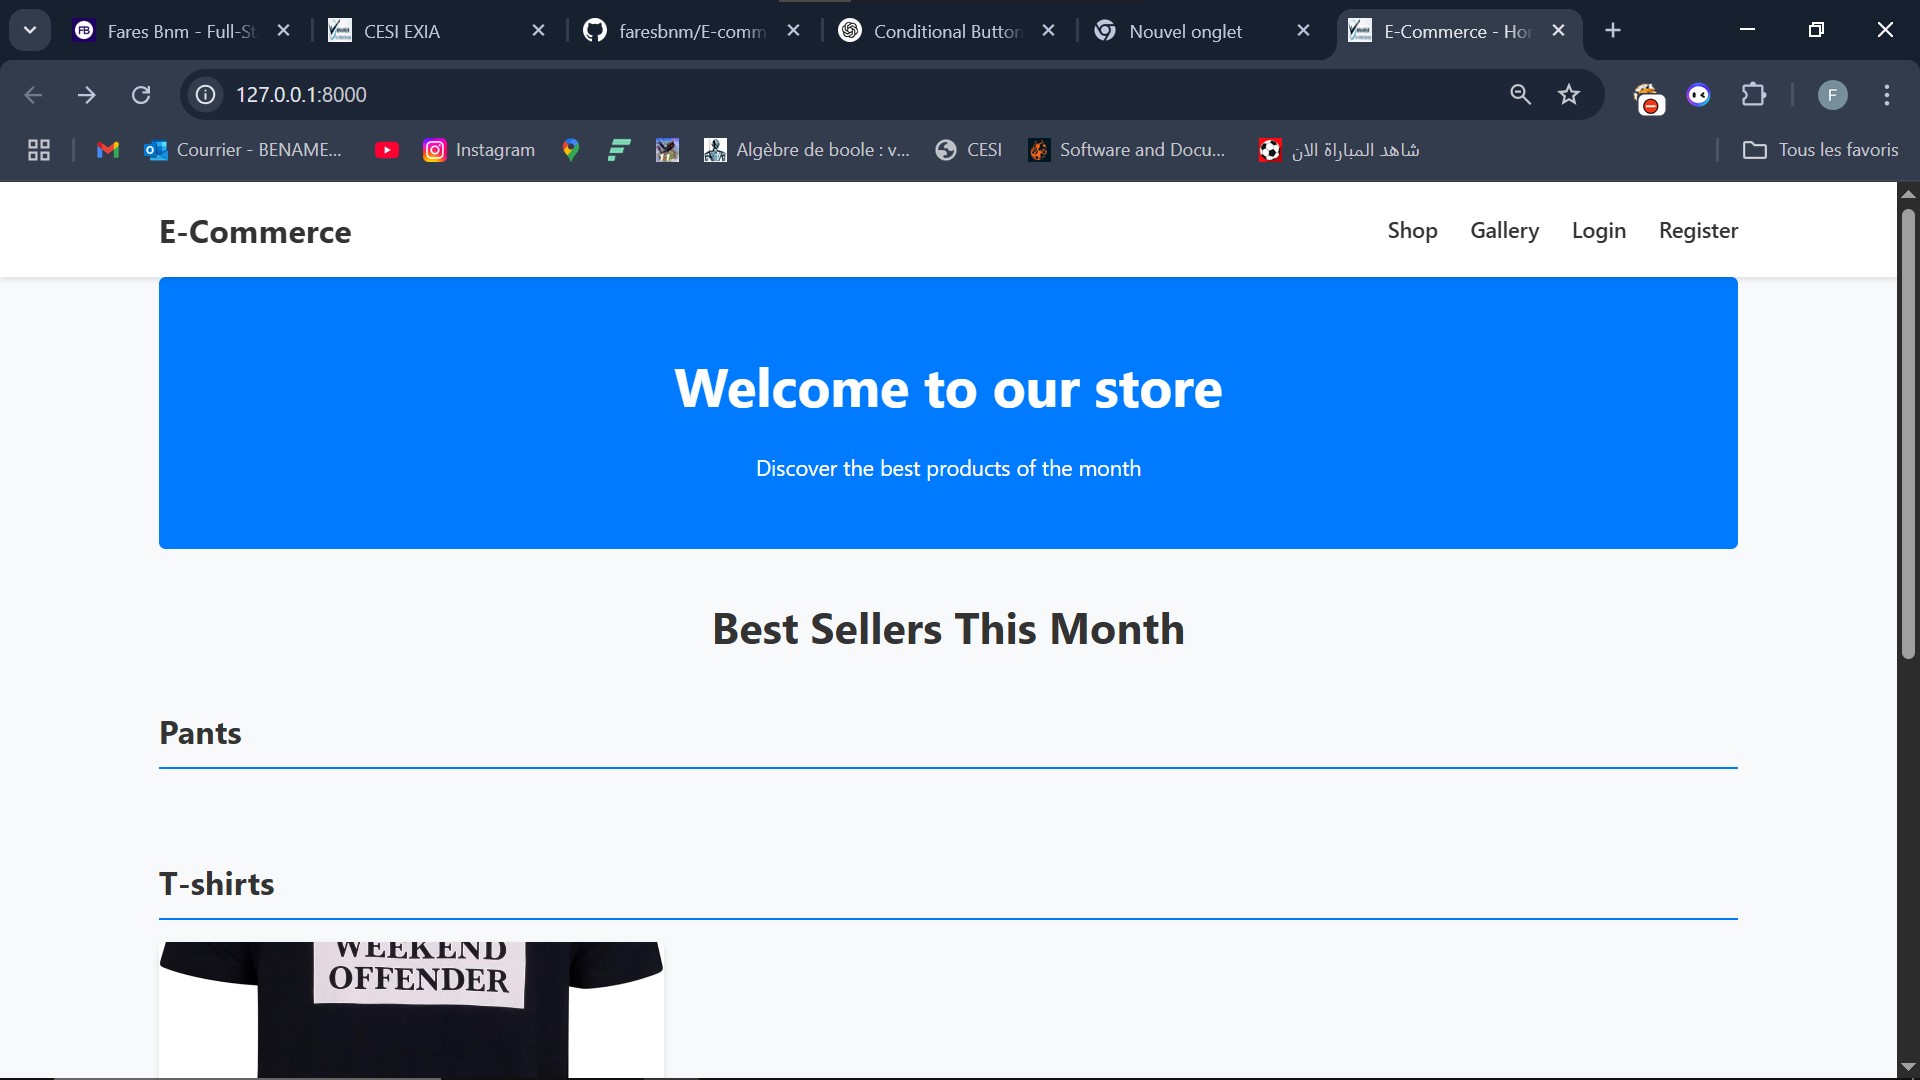 Fares Bnm - Full-St
CESI EXIA
faresbnm/E-comm
Conditional Button
Nouvel onglet
E-Commerce - Hor
127.0.0.1:8000
F
Courrier - BENAME...
Instagram
Algèbre de boole : v...
CESI
Software and Docu...
شاهد المباراة الان
Tous les favoris
E-Commerce
Shop
Gallery
Login
Register
Welcome to our store
Discover the best products of the month
Best Sellers This Month
Pants
T-shirts
WEEKEND
OFFENDER